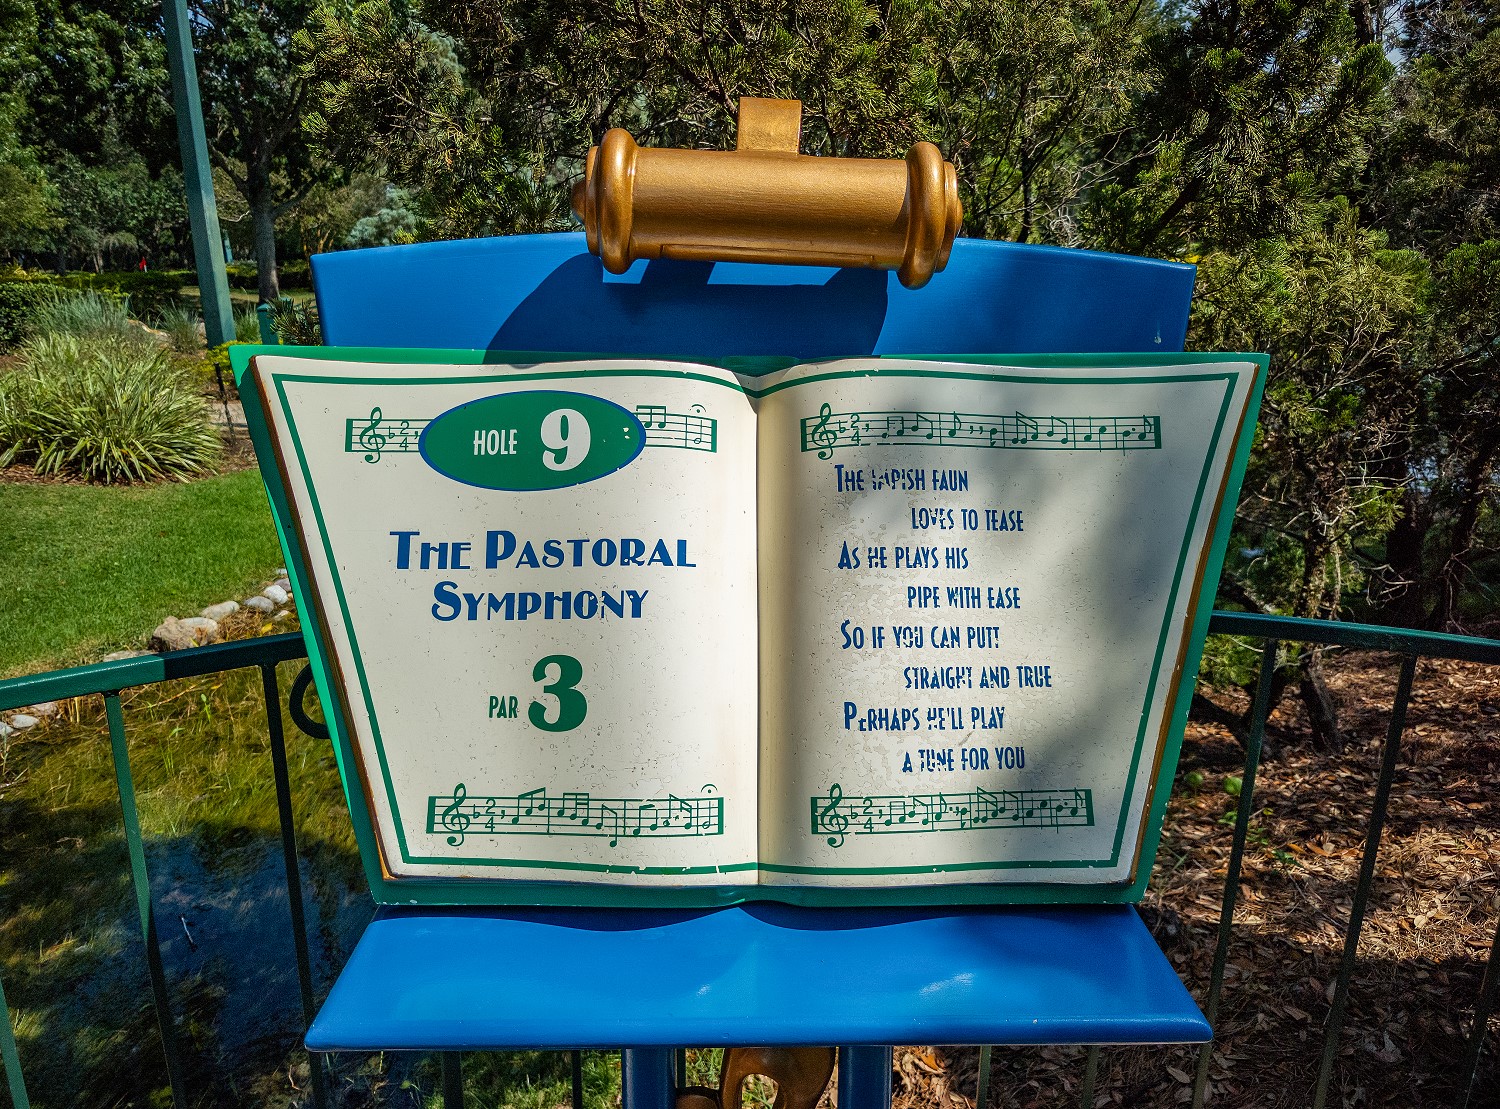 HOLE 9
THE PASTORAL
SYMPHONY
PAR 3
THE IMPISH FAUN
LOVES TO TEASE
AS HE PLAYS HIS
PIPE WITH EASE
SO IF YOU CAN PUTT
STRAIGHT AND TRUE
PERHAPS HE'LL PLAY
A TUNE FOR YOU